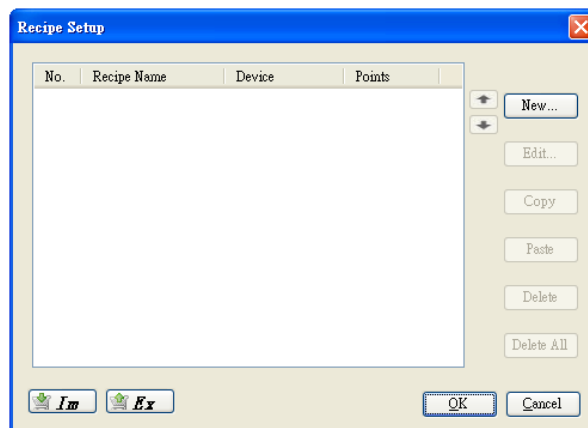 Recipe Setup
No. Recipe Name Device Points
New...
Edit...
Copy
Paste
Delete
Delete All
Im Ex OK Cancel